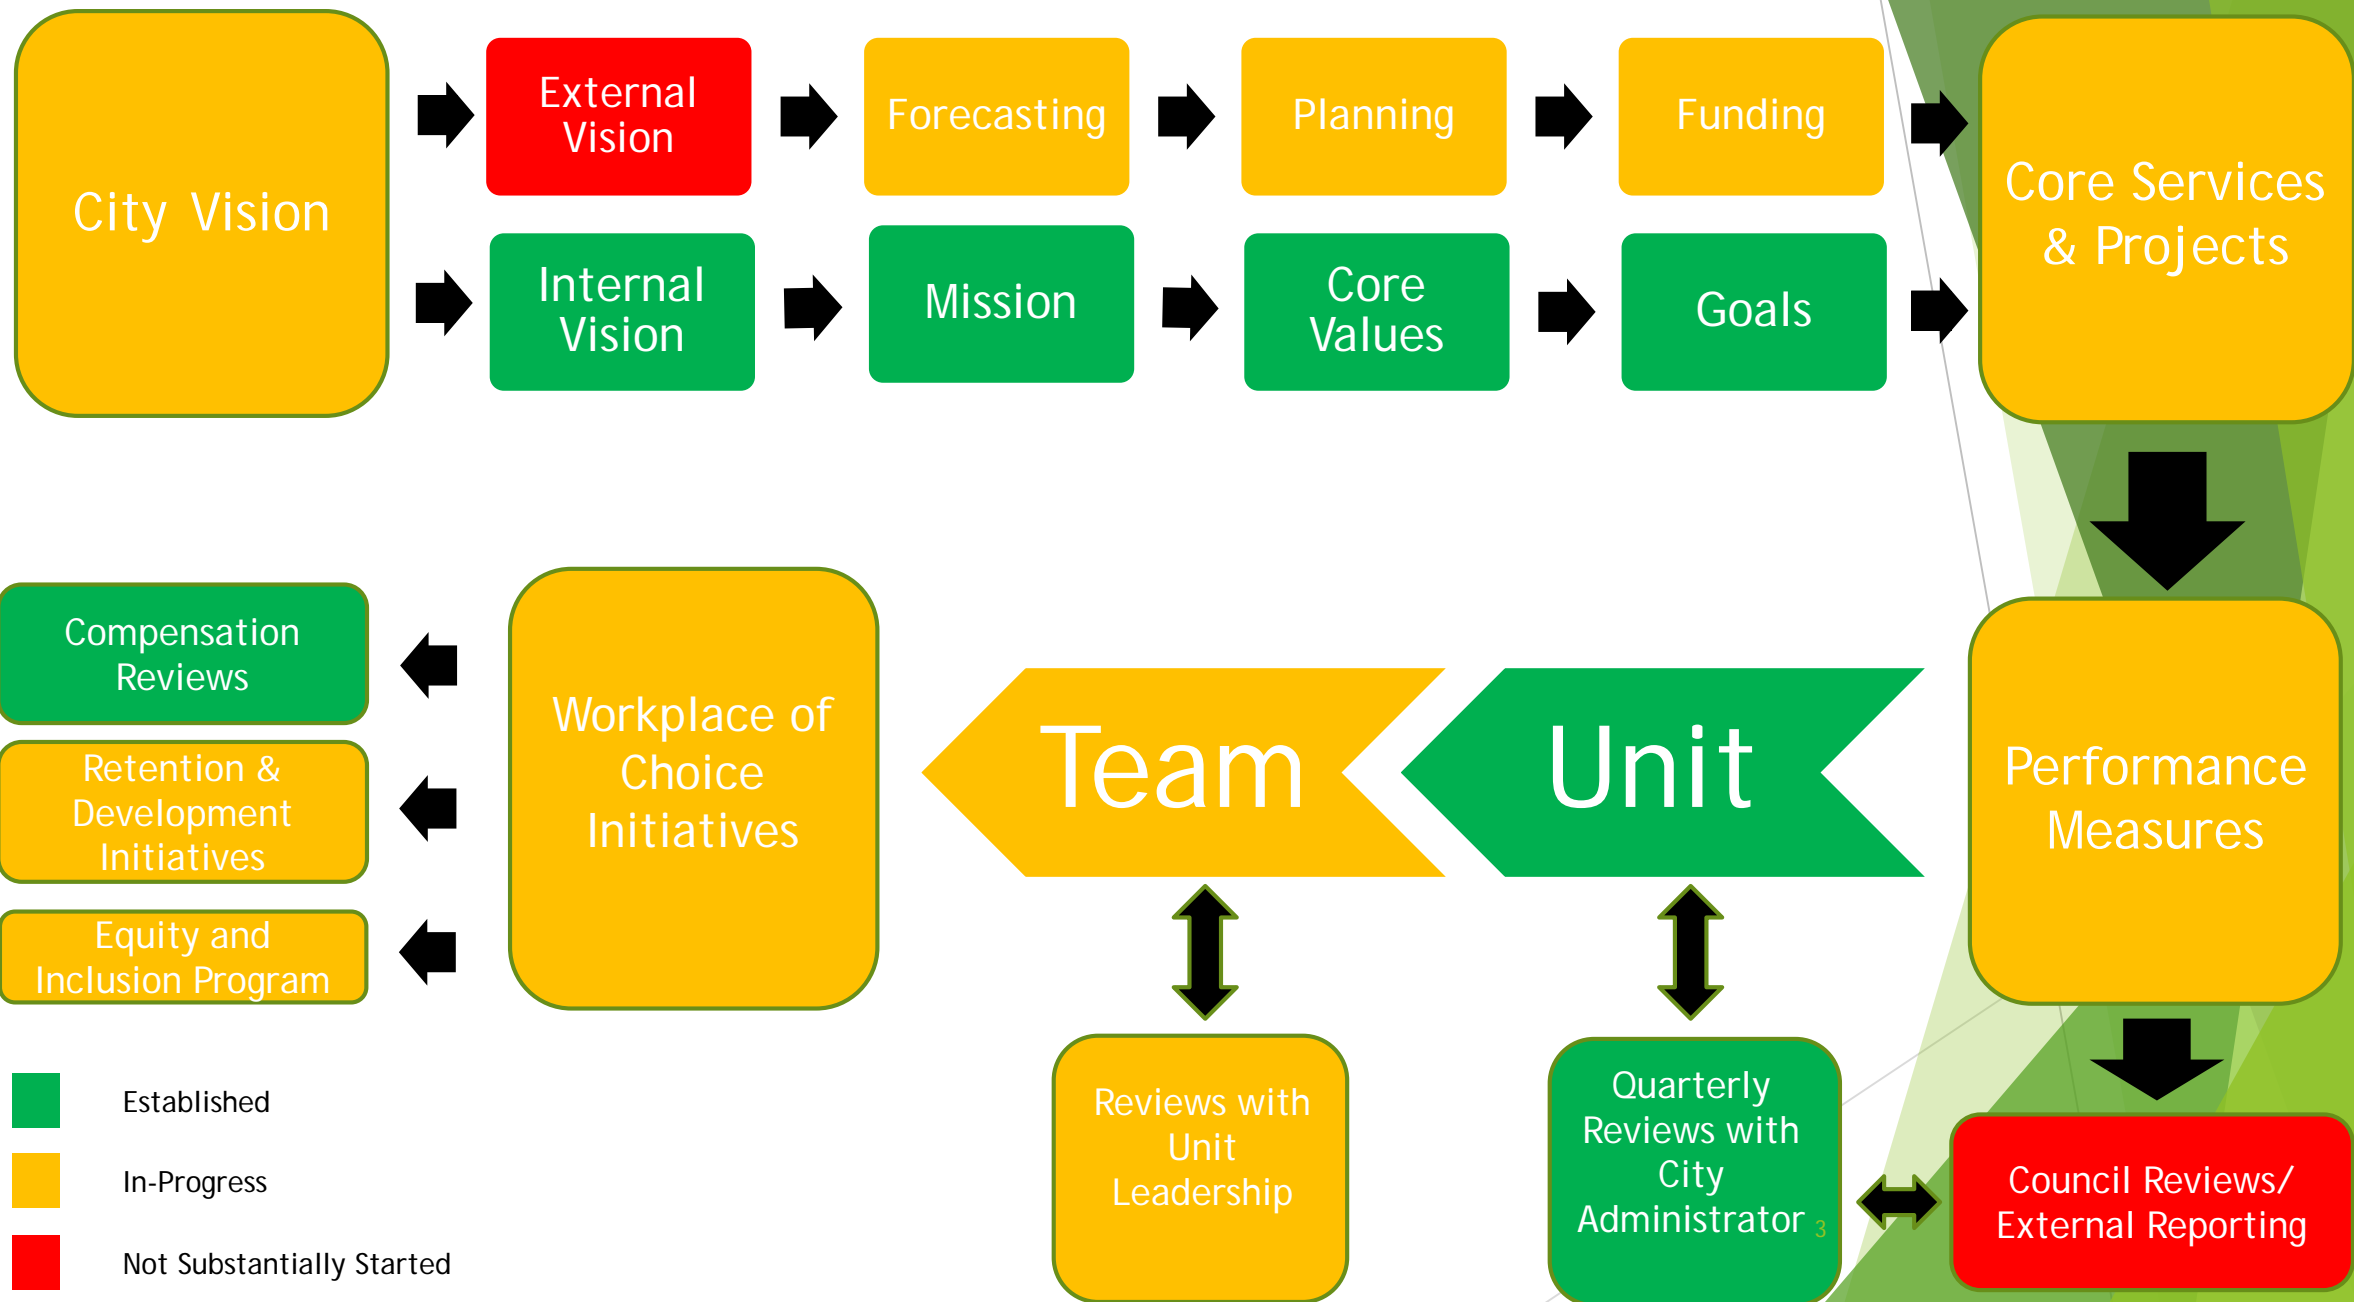 City Vision
External
Vision
Forecasting
Planning
Funding
Core Services
& Projects
Internal
Vision
Mission
Core
Values
Goals
Compensation
Reviews
Retention &
Development
Initiatives
Equity and
Inclusion Program
Workplace of
Choice
Initiatives
Team
Unit
Performance
Measures
Reviews with
Unit
Leadership
Quarterly
Reviews with
City
Administrator
3
Council Reviews/
External Reporting
Established
In-Progress
Not Substantially Started